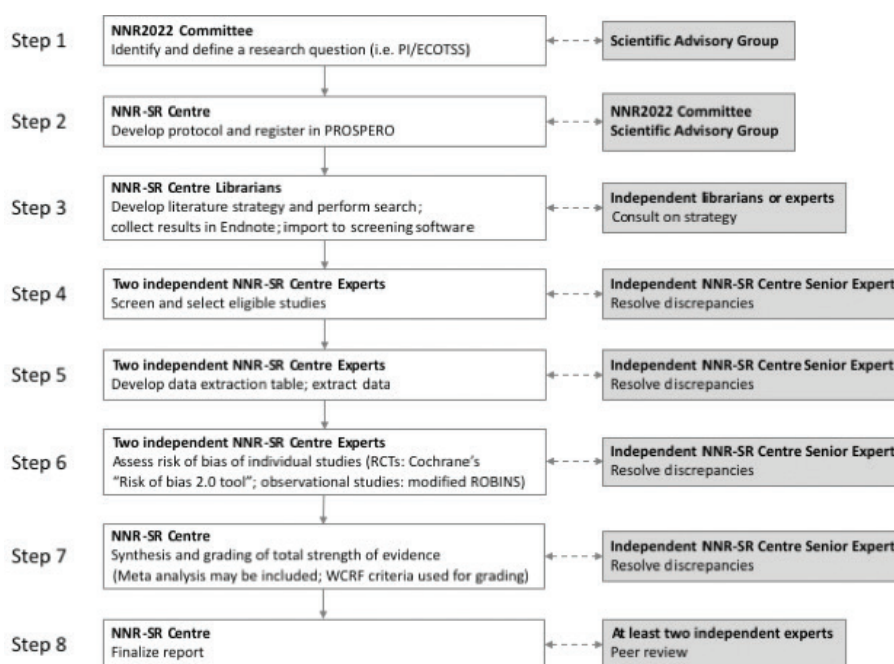 Step 1
NNR2022 Committee
Identify and define a research question (i.e. PI/ECOTSS)
Scientific Advisory Group
Step 2
NNR-SR Centre
Develop protocol and register in PROSPERO
NNR2022 Committee
Scientific Advisory Group
Step 3
NNR-SR Centre Librarians
Develop literature strategy and perform search;
collect results in Endnote; import to screening software
Independent librarians or experts
Consult on strategy
Step 4
Two independent NNR-SR Centre Experts
Screen and select eligible studies
Independent NNR-SR Centre Senior Expert
Resolve discrepancies
Step 5
Two independent NNR-SR Centre Experts
Develop data extraction table; extract data
Independent NNR-SR Centre Senior Expert
Resolve discrepancies
Step 6
Two independent NNR-SR Centre Experts
Assess risk of bias of individual studies (RCTs: Cochrane's
"Risk of bias 2.0 tool"; observational studies: modified ROBINS)
Independent NNR-SR Centre Senior Expert
Resolve discrepancies
Step 7
NNR-SR Centre
Synthesis and grading of total strength of evidence
(Meta analysis may be included; WCRF criteria used for grading)
Independent NNR-SR Centre Senior Expert
Resolve discrepancies
Step 8
NNR-SR Centre
Finalize report
At least two independent experts
Peer review